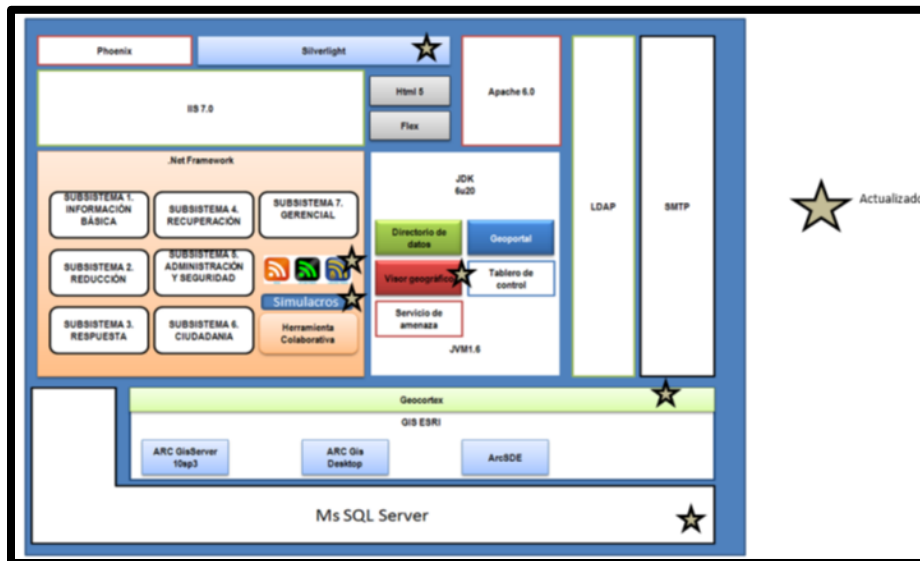 Phoenix
Silverlight
IIS 7.0
Html 5
Flex
Apache 6.0
LDAP
SMTP
Actualizado
.Net Framework
SUBSISTEMA 1.
INFORMACIÓN
BÁSICA
SUBSISTEMA 4.
RECUPERACIÓN
SUBSISTEMA 7.
GERENCIAL
SUBSISTEMA 2.
REDUCCIÓN
SUBSISTEMA 5.
ADMINISTRACIÓN
Y SEGURIDAD
Simulacros
SUBSISTEMA 3.
RESPUESTA
SUBSISTEMA 6.
CIUDADANIA
Herramienta
Colaborativa
JDK
6u20
Directorio de
datos
Geoportal
Visor geográfico
Tablero de
control
Servicio de
amenaza
JVM1.6
Geocortex
GIS ESRI
ARC GisServer
10sp3
ARC Gis
Desktop
ArcSDE
Ms SQL Server